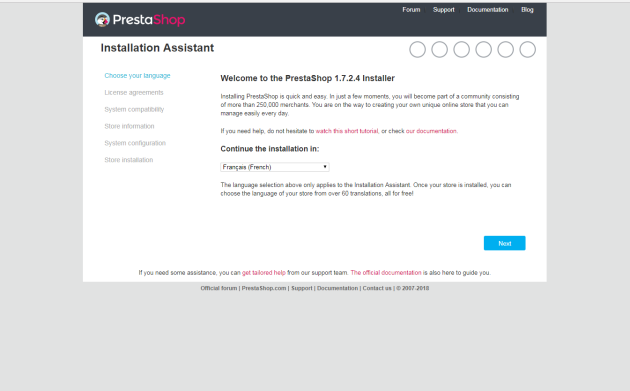 PrestaShop
Forum Support Documentation Blog
Installation Assistant
Choose your language
License agreements
System compatibility
Store information
System configuration
Store installation
Welcome to the PrestaShop 1.7.2.4 Installer
Installing PrestaShop is quick and easy. In just a few moments, you will become part of a community consisting
of more than 250,000 merchants. You are on the way to creating your own unique online store that you can
manage easily every day.
If you need help, do not hesitate to watch this short tutorial, or check our documentation.
Continue the installation in:
Français (French)
The language selection above only applies to the Installation Assistant. Once your store is installed, you can
choose the language of your store from over 60 translations, all for free!
Next
If you need some assistance, you can get tailored help from our support team. The official documentation is also here to guide you.
Official forum | PrestaShop.com | Support | Documentation | Contact us | © 2007-2018